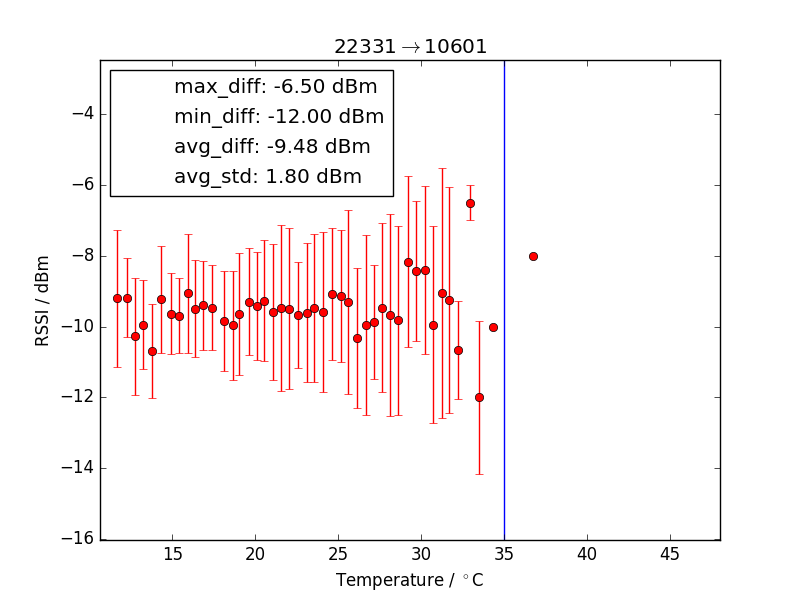 22331→10601
max_diff: -6.50 dBm
min_diff: -12.00 dBm
avg_diff: -9.48 dBm
avg_std: 1.80 dBm
RSSI / dBm
−4
−6
−8
−10
−12
−14
−16
15 20 25 30 35 40 45
Temperature / °C